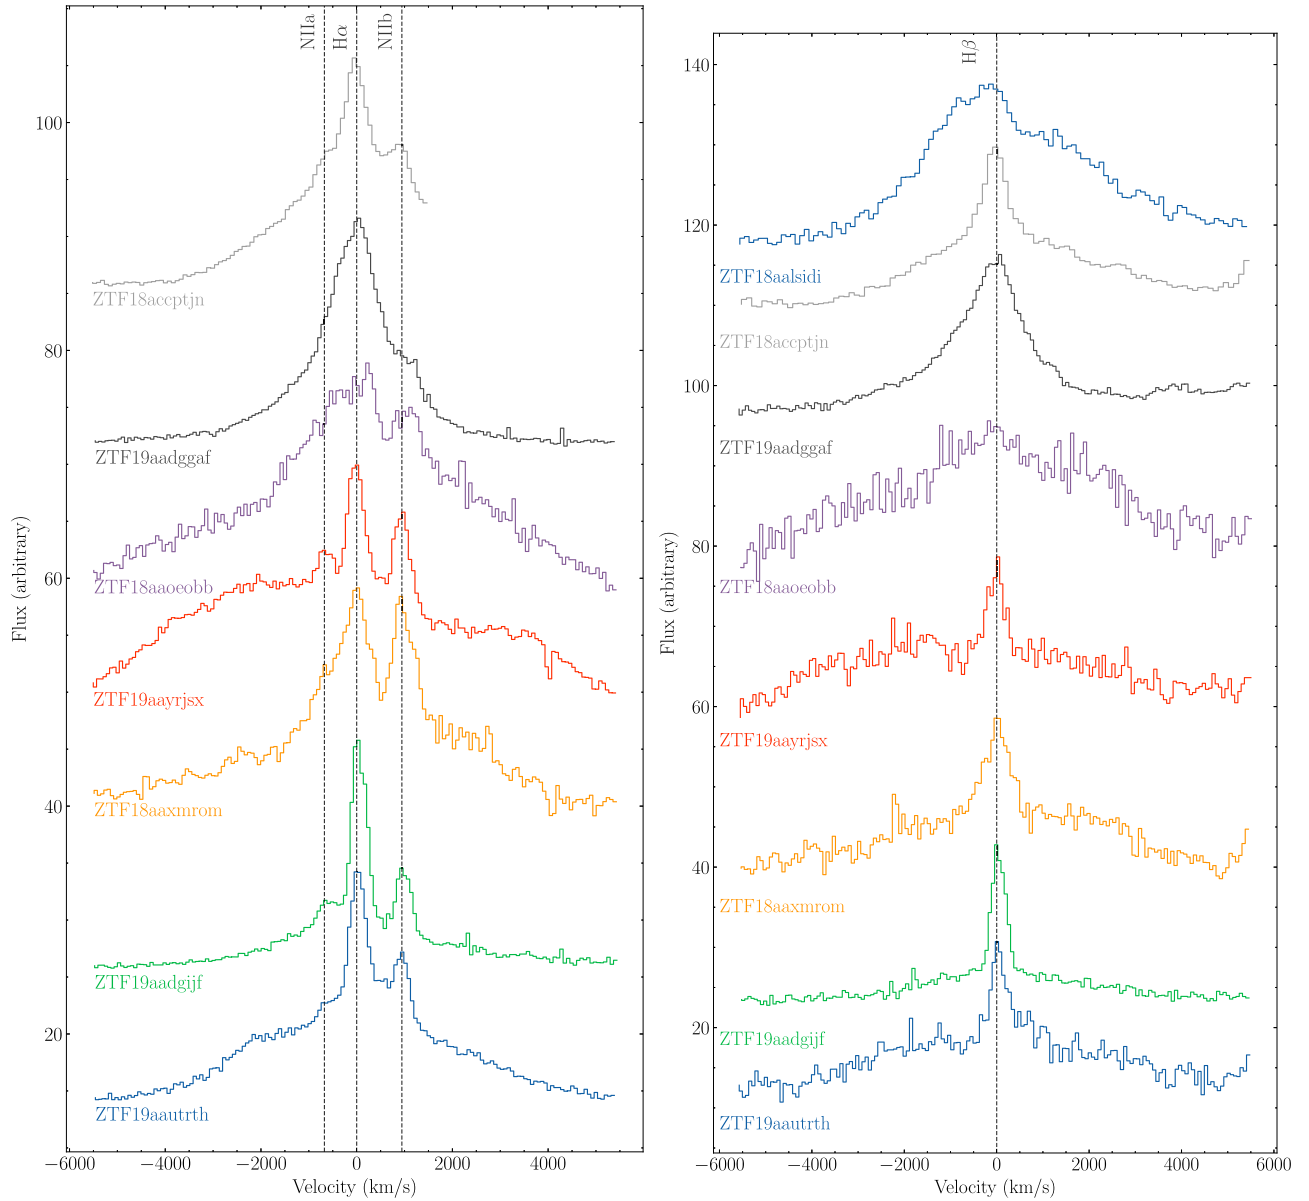 NIIa
Hα
NIIb
100
80
60
40
20
Flux (arbitrary)
ZTF18accptjn
ZTF19aadggaf
ZTF18aaoeobb
ZTF19aayrjsx
ZTF18aaxmrom
ZTF19aadgijf
ZTF19aautrth
−6000 −4000 −2000 0 2000 4000
Velocity (km/s)
Hβ
140
120
100
80
60
40
20
Flux (arbitrary)
ZTF18aalsidi
ZTF18accptjn
ZTF19aadggaf
ZTF18aaoeobb
ZTF19aayrjsx
ZTF18aaxmrom
ZTF19aadgijf
ZTF19aautrth
−6000 −4000 −2000 0 2000 4000 6000
Velocity (km/s)